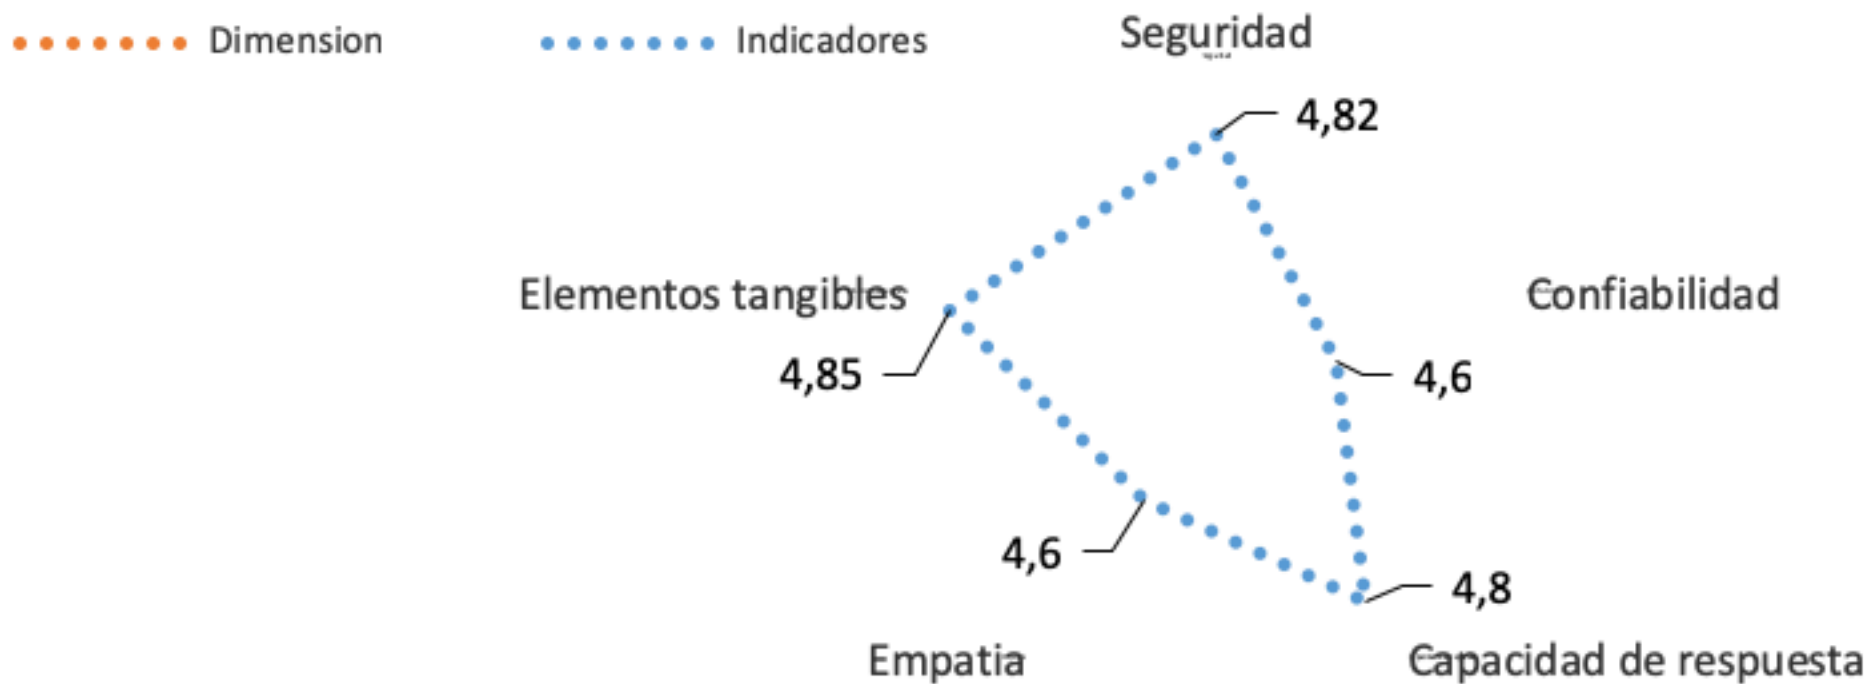 Dimension
Indicadores
Seguridad
4,82
Elementos tangibles
Confiabilidad
4,85
4,6
4,6
4,8
Empatia
Capacidad de respuesta